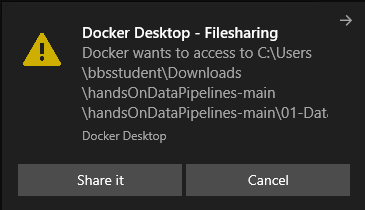 Docker Desktop - Filesharing
Docker wants to access to C:\Users
\bbsstudent\Downloads
\handsOnDataPipelines-main
\handsOnDataPipelines-main\01-Dat
Docker Desktop
Share it
Cancel